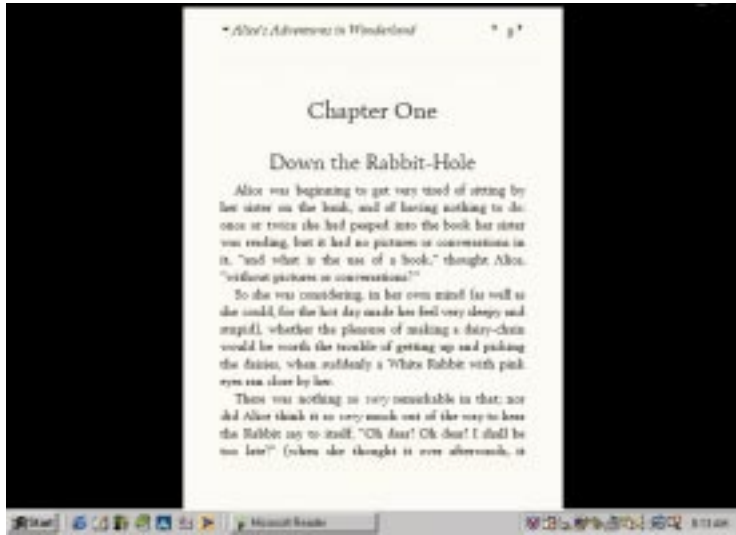 Alice's Adventures in Wonderland
Chapter One
Down the Rabbit-Hole
Alice was beginning to get very tired of sitting by
her sister on the bank, and of having nothing to do:
once or twice she had peeped into the book her sister
was reading, but it had no pictures or conversations in
it, "and what is the use of a book," thought Alice,
"without pictures or conversations?"
So she was considering, in her own mind (as well as
she could, for the hot day made her feel very sleepy and
stupid), whether the pleasure of making a daisy-chain
would be worth the trouble of getting up and picking
the daisies, when suddenly a White Rabbit with pink
eyes ran close by her.
There was nothing so very remarkable in that; nor
did Alice think it so very much out of the way to hear
the Rabbit say to itself, "Oh dear! Oh dear! I shall be
too late!" (when she thought it over afterwards, it
Start
Microsoft Reader